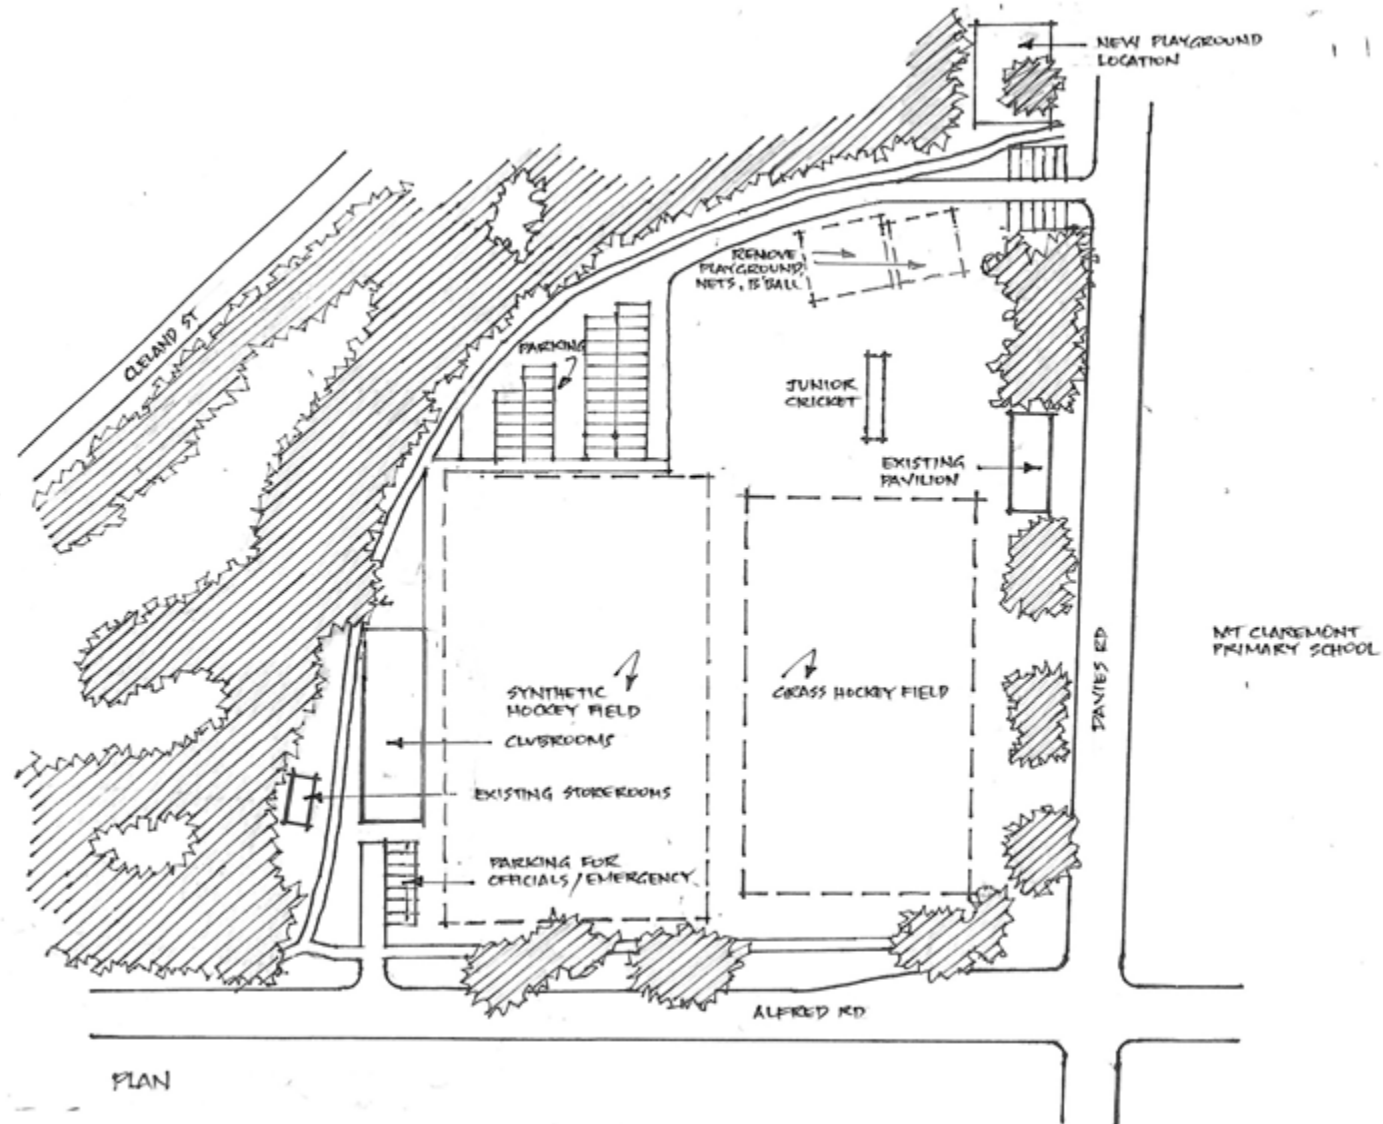 NEW PLAYGROUND
LOCATION
REMOVE
PLAYGROUND,
NETS, B'BALL
CLELAND ST
PARKING
JUNIOR
CRICKET
EXISTING
PAVILION
MT CLAREMONT
PRIMARY SCHOOL
DAVIES RD
SYNTHETIC
HOCKEY FIELD
GRASS HOCKEY FIELD
CLUBROOMS
EXISTING STOREROOMS
PARKING FOR
OFFICIALS/EMERGENCY
ALFRED RD
PLAN